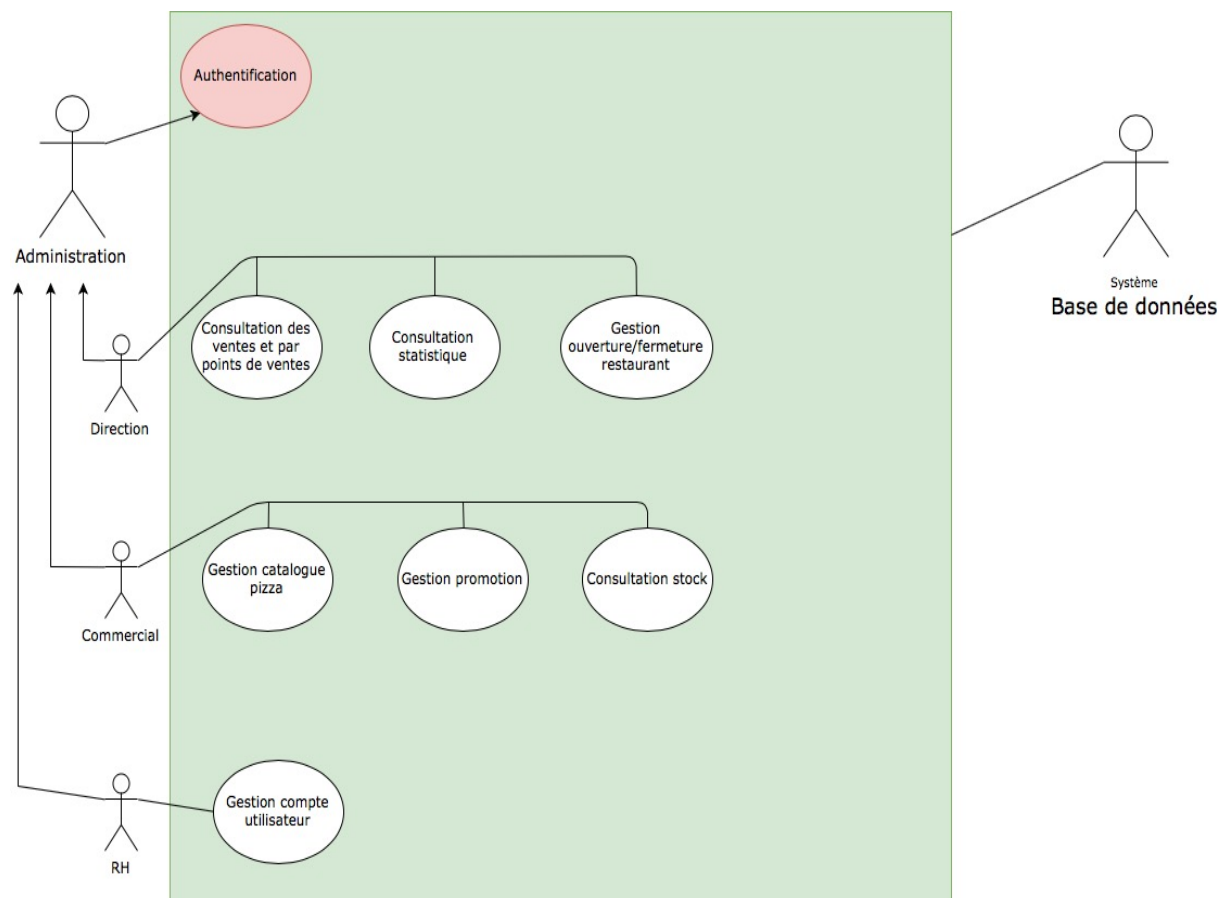 Authentification
Administration
Système
Base de données
Consultation des
ventes et par
points de ventes
Consultation
statistique
Gestion
ouverture/fermeture
restaurant
Direction
Gestion catalogue
pizza
Gestion promotion
Consultation stock
Commercial
Gestion compte
utilisateur
RH